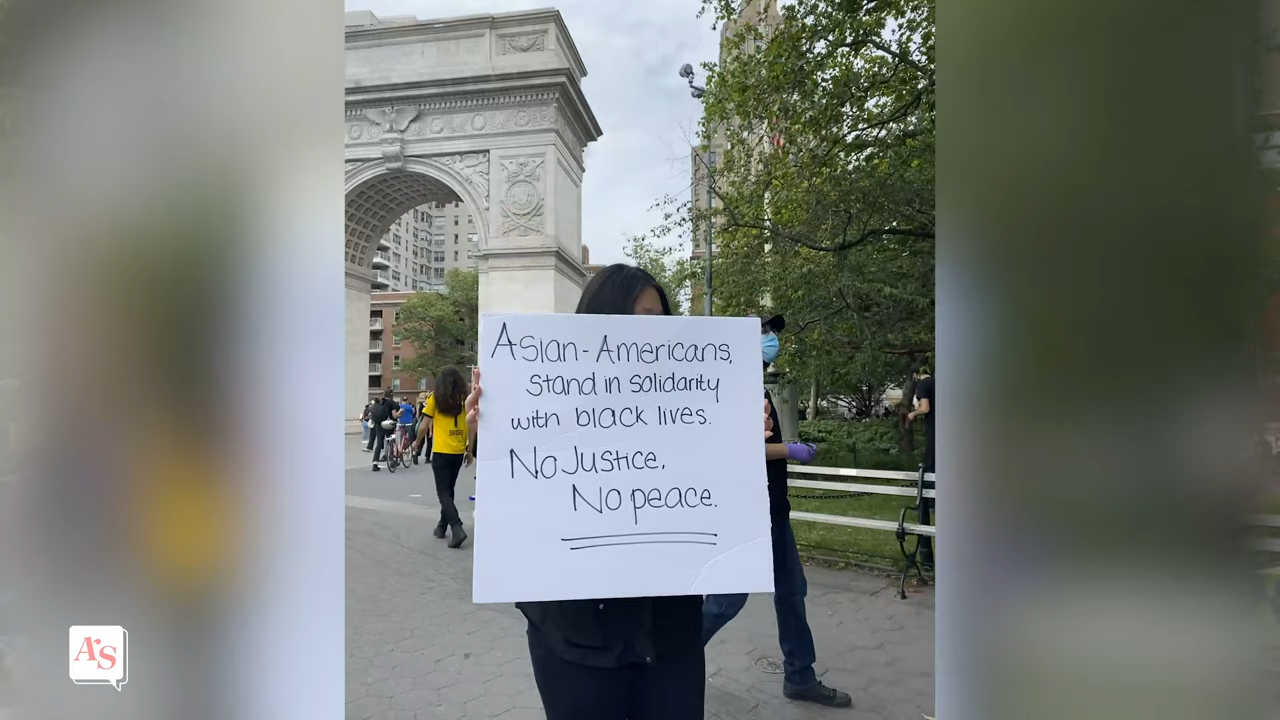 Asian-Americans,
stand in solidarity
with black lives.
No Justice,
No peace.
A'S